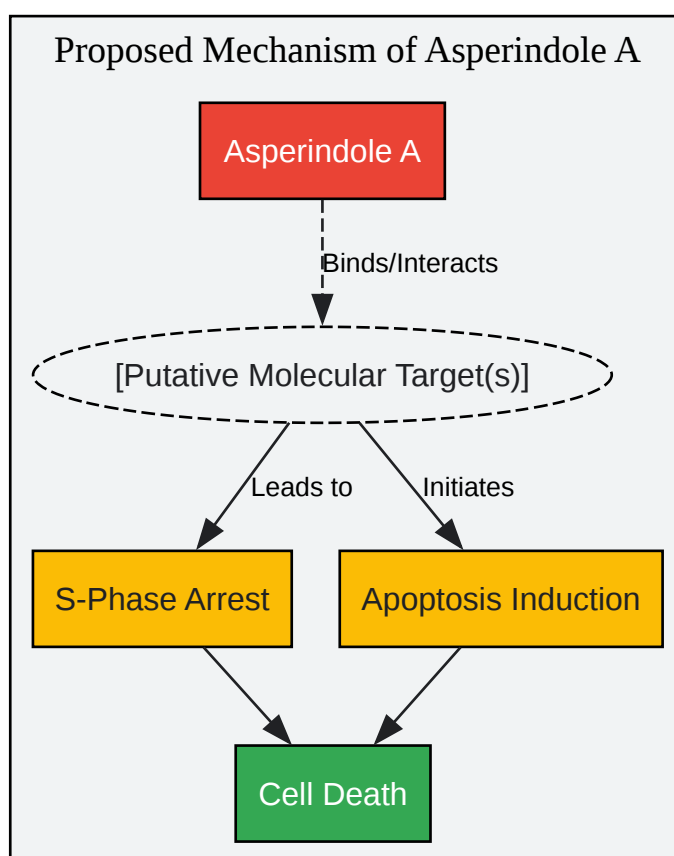 Proposed Mechanism of Asperindole A
Asperindole A
Binds/Interacts
[Putative Molecular Target(s)]
Leads to
Initiates
S-Phase Arrest
Apoptosis Induction
Cell Death